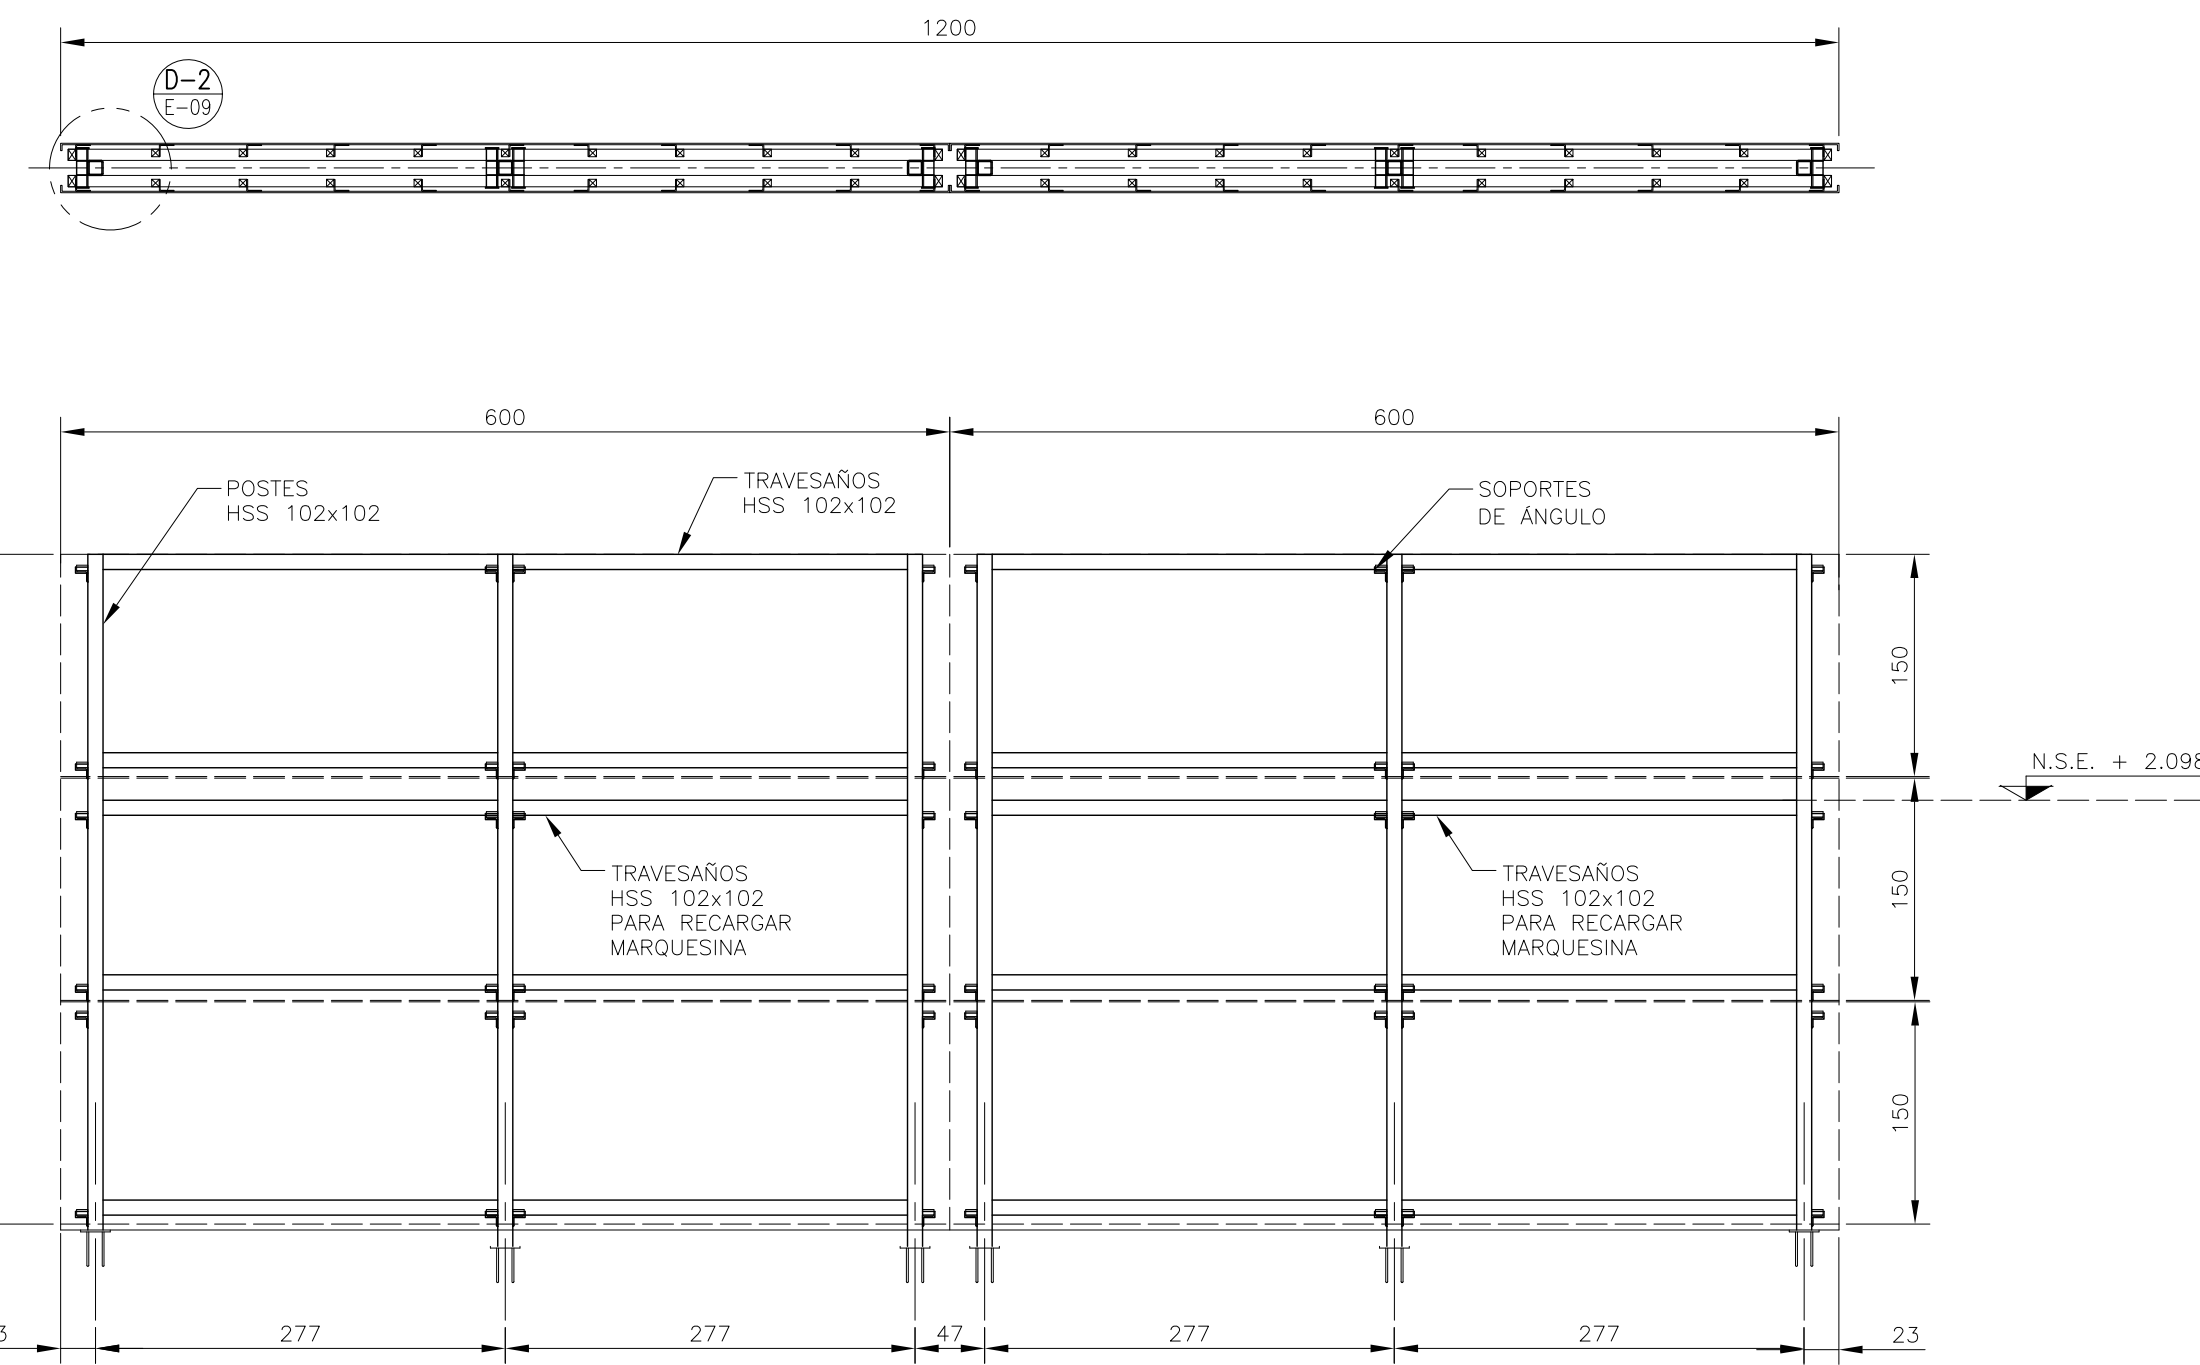 1200
D-2
E-09
600
600
POSTES
HSS 102x102
TRAVESAÑOS
HSS 102x102
SOPORTES
DE ÁNGULO
150
N.S.E. + 2.098
150
TRAVESAÑOS
HSS 102x102
PARA RECARGAR
MARQUESINA
TRAVESAÑOS
HSS 102x102
PARA RECARGAR
MARQUESINA
150
3
277
277
47
277
277
23